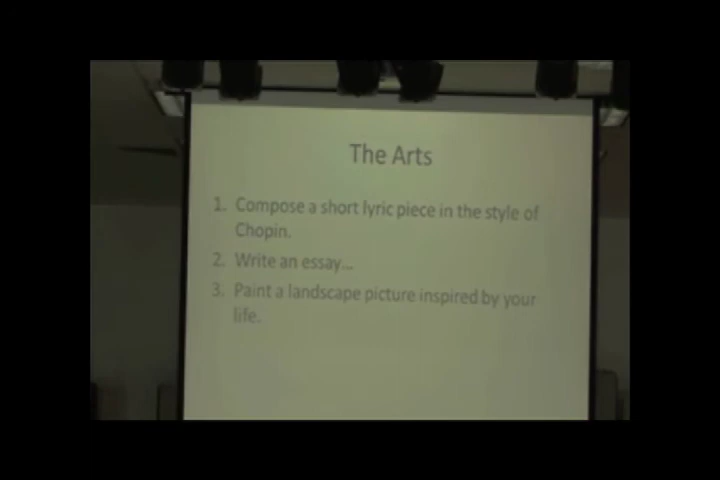 The Arts
1. Compose a short lyric piece in the style of
Chopin.
2. Write an essay...
3. Paint a landscape picture inspired by your
life.